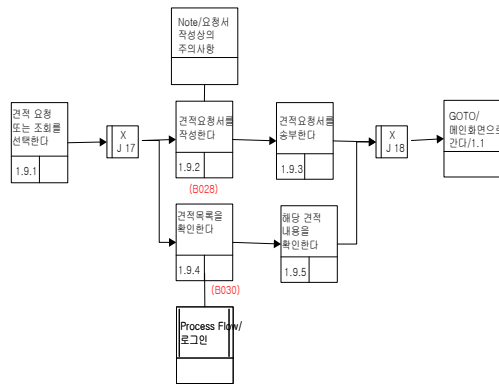 Note/요청서
작성상의
주의사항
견적 요청
또는 조회를
선택한다
1.9.1
X
J 17
견적요청서를
작성한다
1.9.2
(B028)
견적요청서를
송부한다
1.9.3
X
J 18
GOTO/
메인화면으로
간다/1.1
견적목록을
확인한다
1.9.4
(B030)
해당 견적
내용을
확인한다
1.9.5
Process Flow/
로그인